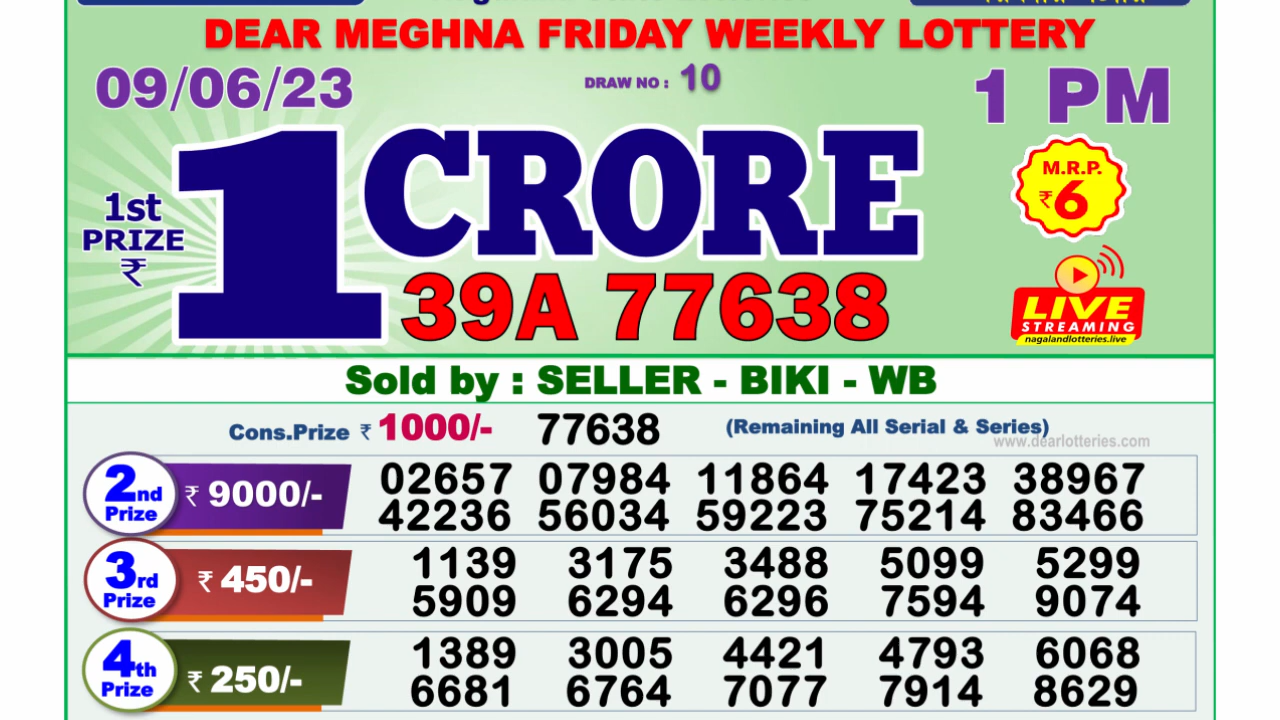 DEAR MEGHNA FRIDAY WEEKLY LOTTERY
09/06/23
DRAW NO : 10
1 PM
1st
PRIZE
₹
1 CRORE
39A 77638
M.R.P.
₹6
LIVE
STREAMING
nagalandlotteries.live
Sold by : SELLER - BIKI - WB
Cons.Prize ₹ 1000/- 77638 (Remaining All Serial & Series)
www.dearlotteries.com
2nd
Prize
₹ 9000/-
02657 07984 11864 17423 38967
42236 56034 59223 75214 83466
3rd
Prize
₹ 450/-
1139 3175 3488 5099 5299
5909 6294 6296 7594 9074
4th
Prize
₹ 250/-
1389 3005 4421 4793 6068
6681 6764 7077 7914 8629